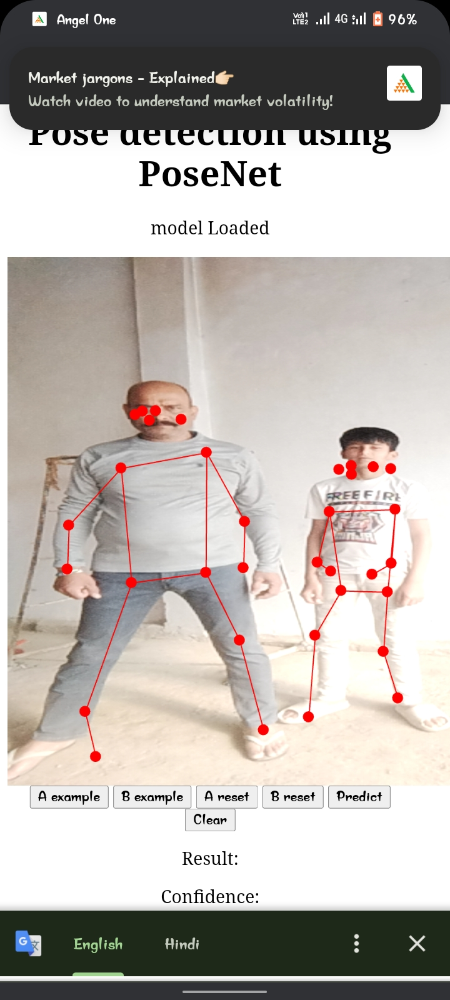 Angel One
Vo)) 1 LTE2 4G 96%
Market jargons - Explained👉
Watch video to understand market volatility!
Pose detection using
PoseNet
model Loaded
FREE FIRE
A example B example A reset B reset Predict
Clear
Result:
Confidence:
G English Hindi